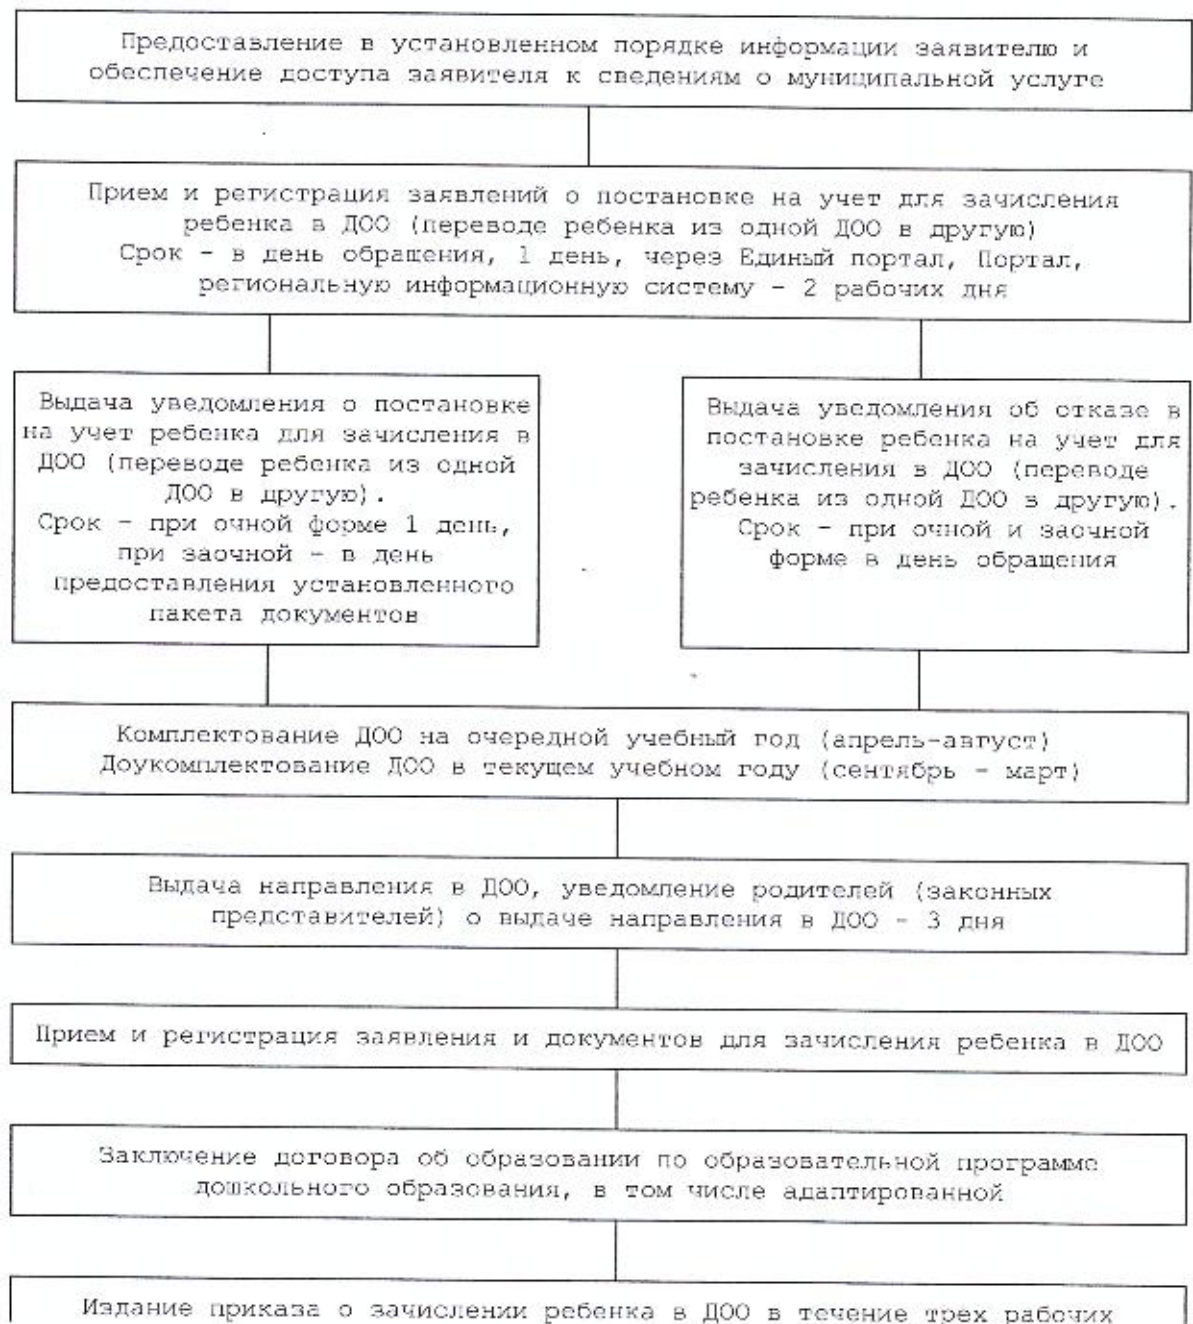 Предоставление в установленном порядке информации заявителю и
обеспечение доступа заявителя к сведениям о муниципальной услуге
Прием и регистрация заявлений о постановке на учет для зачисления
ребенка в ДОО (переводе ребенка из одной ДОО в другую)
Срок - в день обращения, 1 день, через Единый портал, Портал,
региональную информационную систему - 2 рабочих дня
Выдача уведомления о постановке
на учет ребенка для зачисления в
ДОО (переводе ребенка из одной
ДОО в другую).
Срок - при очной форме 1 день,
при заочной - в день
предоставления установленного
пакета документов
Выдача уведомления об отказе в
постановке ребенка на учет для
зачисления в ДОО (переводе
ребенка из одной ДОО в другую).
Срок - при очной и заочной
форме в день обращения
Комплектование ДОО на очередной учебный год (апрель-август)
Доукомплектование ДОО в текущем учебном году (сентябрь - март)
Выдача направления в ДОО, уведомление родителей (законных
представителей) о выдаче направления в ДОО - 3 дня
Прием и регистрация заявления и документов для зачисления ребенка в ДОО
Заключение договора об образовании по образовательной программе
дошкольного образования, в том числе адаптированной
Издание приказа о зачислении ребенка в ДОО в течение трех рабочих